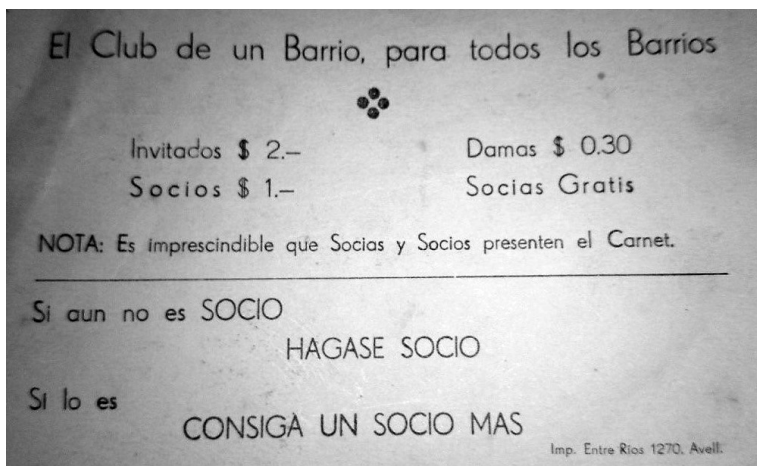 El Club de un Barrio, para todos los Barrios
Invitados $ 2.— Damas $ 0.30
Socios $ 1.— Socias Gratis
NOTA: Es imprescindible que Socias y Socios presenten el Carnet.
Si aun no es SOCIO
HAGASE SOCIO
Si lo es
CONSIGA UN SOCIO MAS
Imp. Entre Rios 1270. Avell.